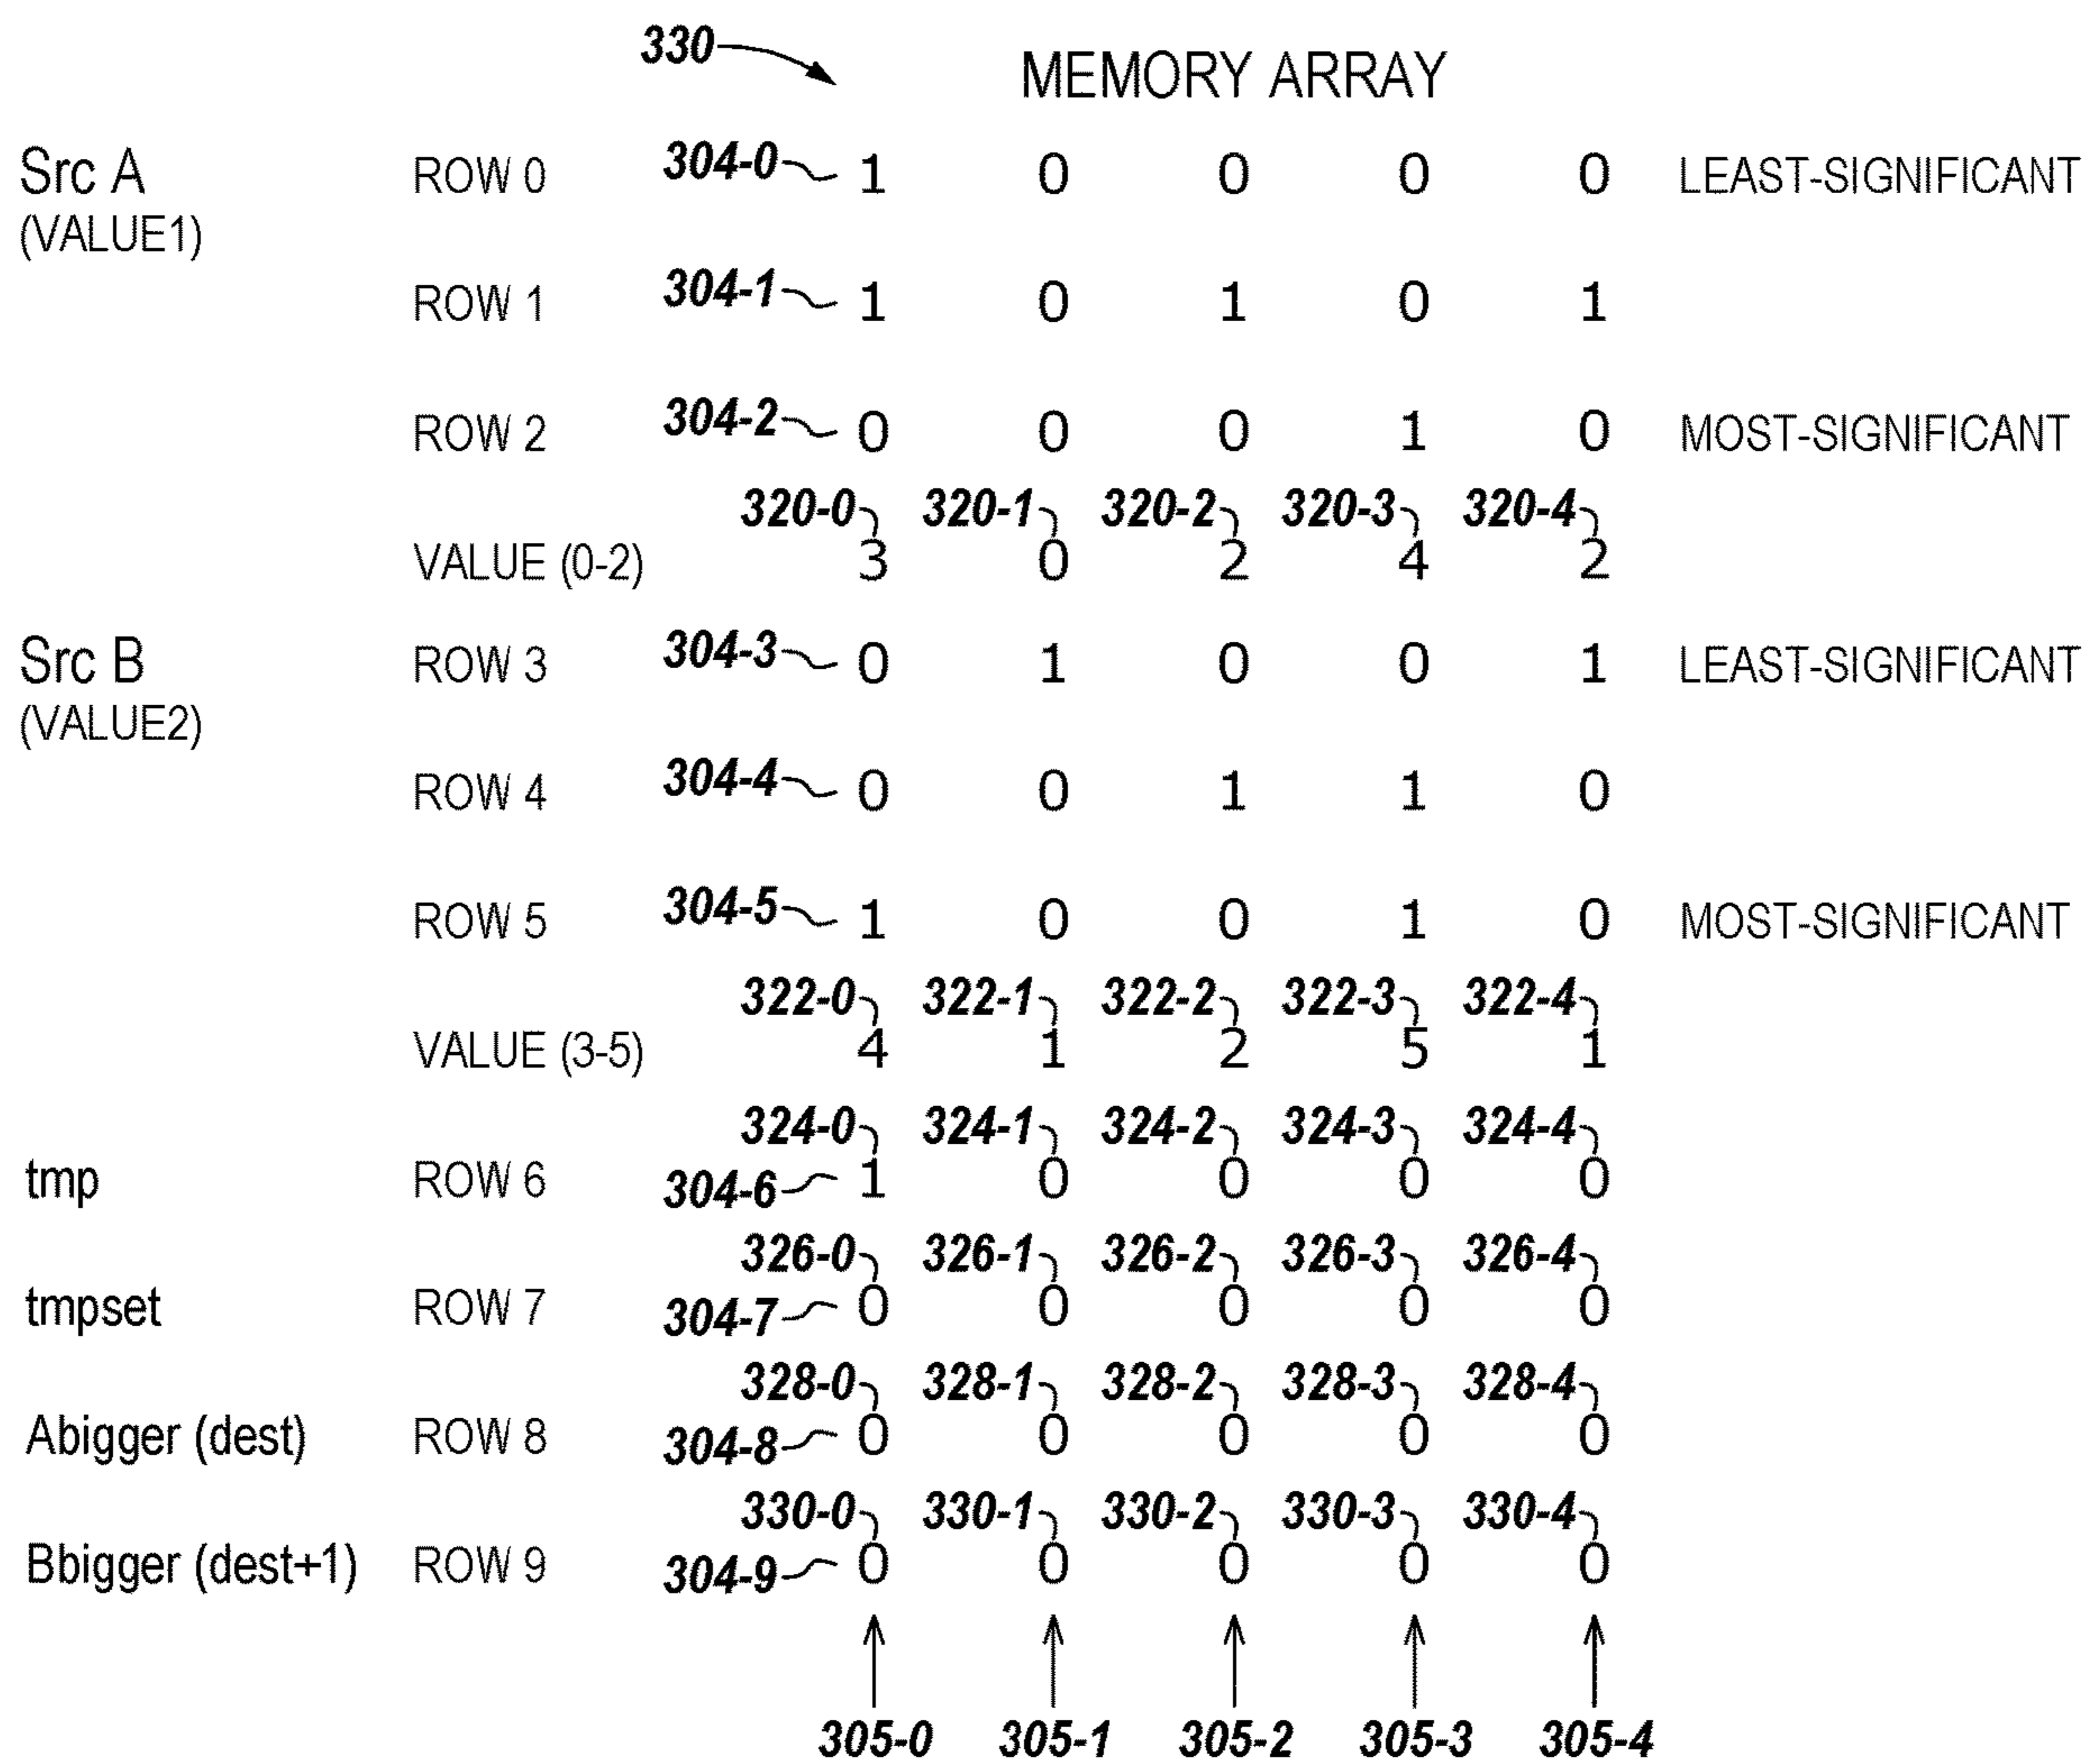 330 MEMORY ARRAY
Src A ROW 0 304-0 1 0 0 0 0 LEAST-SIGNIFICANT
(VALUE1)
ROW 1 304-1 1 0 1 0 1
ROW 2 304-2 0 0 0 1 0 MOST-SIGNIFICANT
320-0 320-1 320-2 320-3 320-4
VALUE (0-2) 3 0 2 4 2
Src B ROW 3 304-3 0 1 0 0 1 LEAST-SIGNIFICANT
(VALUE2)
ROW 4 304-4 0 0 1 1 0
ROW 5 304-5 1 0 0 1 0 MOST-SIGNIFICANT
322-0 322-1 322-2 322-3 322-4
VALUE (3-5) 4 1 2 5 1
324-0 324-1 324-2 324-3 324-4
tmp ROW 6 304-6 1 0 0 0 0
326-0 326-1 326-2 326-3 326-4
tmpset ROW 7 304-7 0 0 0 0 0
328-0 328-1 328-2 328-3 328-4
Abigger (dest) ROW 8 304-8 0 0 0 0 0
330-0 330-1 330-2 330-3 330-4
Bbigger (dest+1) ROW 9 304-9 0 0 0 0 0
305-0 305-1 305-2 305-3 305-4